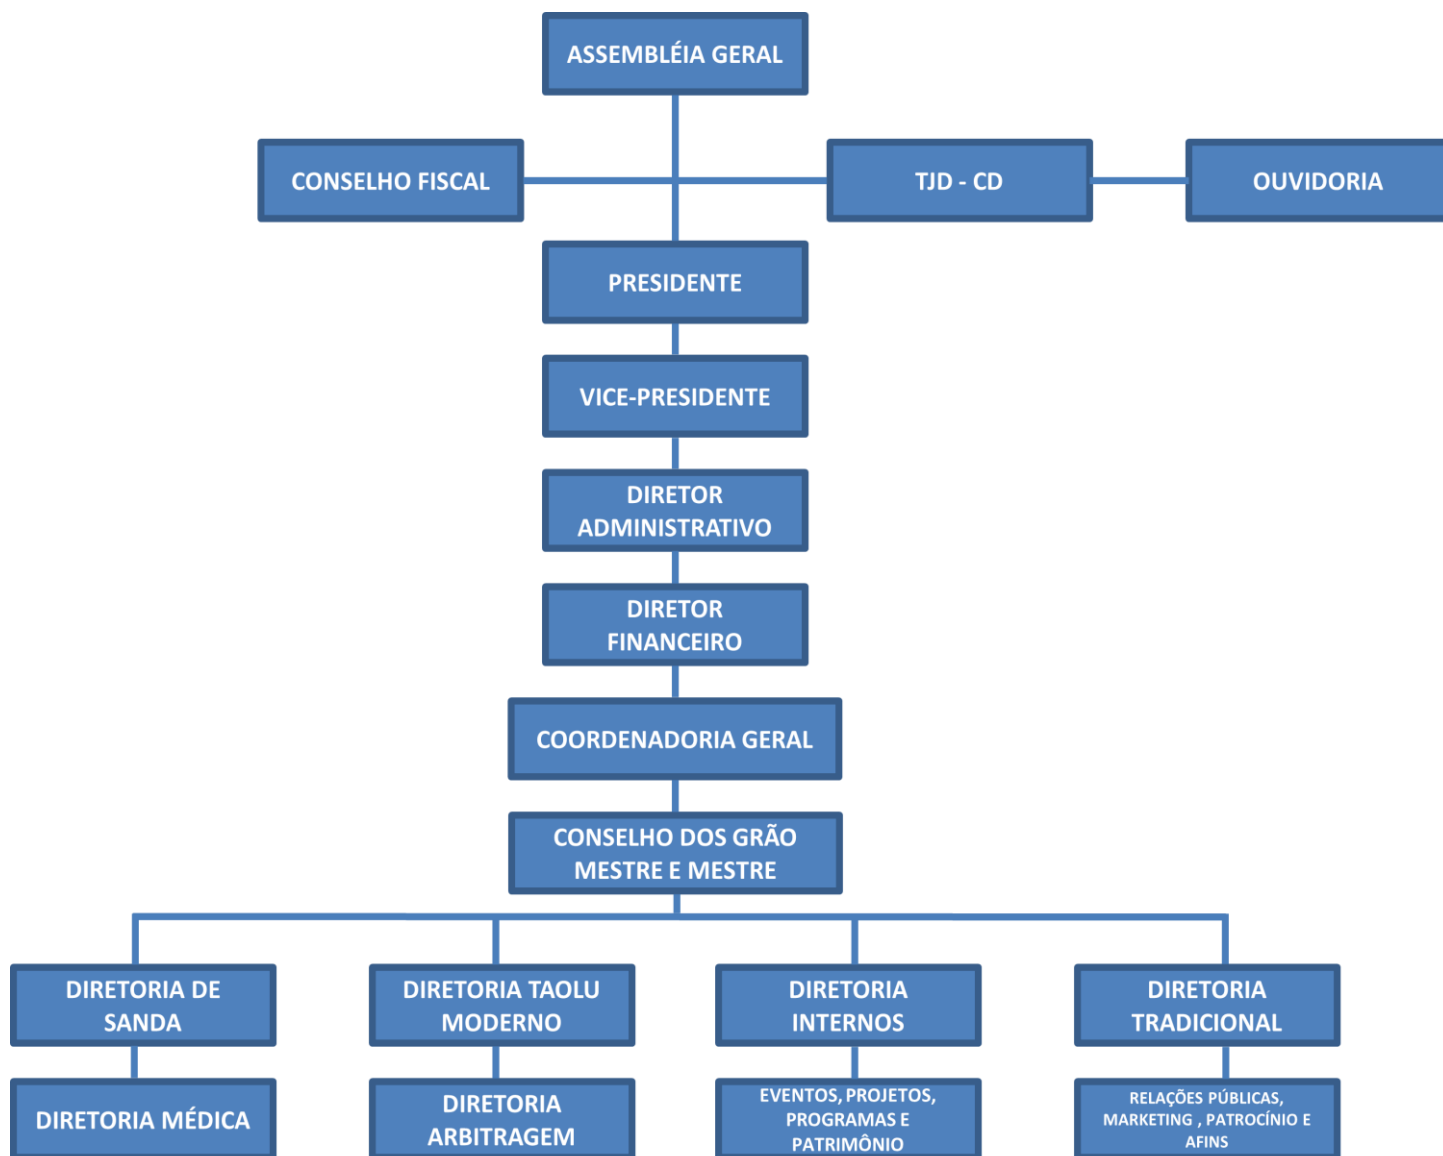 ASSEMBLÉIA GERAL
CONSELHO FISCAL
TJD - CD
OUVIDORIA
PRESIDENTE
VICE-PRESIDENTE
DIRETOR
ADMINISTRATIVO
DIRETOR
FINANCEIRO
COORDENADORIA GERAL
CONSELHO DOS GRÃO
MESTRE E MESTRE
DIRETORIA DE
SANDA
DIRETORIA TAOLU
MODERNO
DIRETORIA
INTERNOS
DIRETORIA
TRADICIONAL
DIRETORIA MÉDICA
DIRETORIA
ARBITRAGEM
EVENTOS, PROJETOS,
PROGRAMAS E
PATRIMÔNIO
RELAÇÕES PÚBLICAS,
MARKETING , PATROCÍNIO E
AFINS